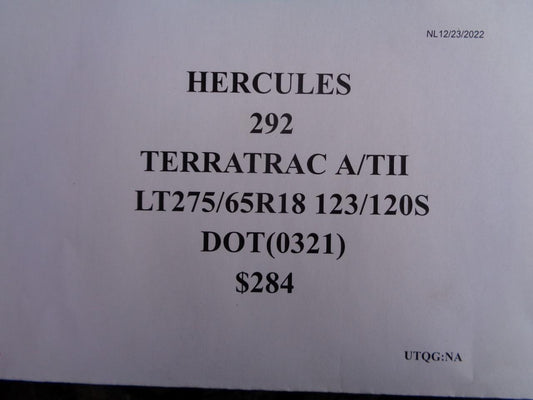 NL12/23/2022
HERCULES
292
TERRATRAC A/TII
LT275/65R18 123/120S
DOT(0321)
$284
UTQG:NA